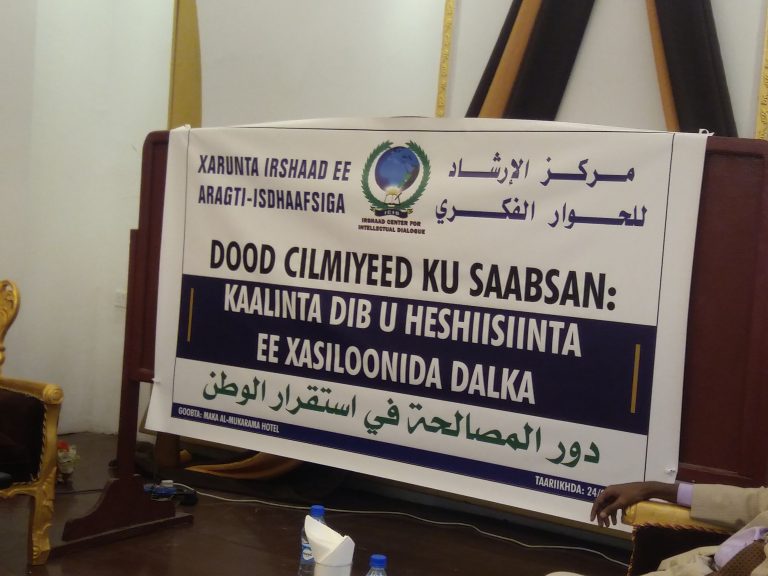 XARUNTA IRSHAAD EE
ARAGTI-ISDHAAFSIGA
IRSHAAD CENTER FOR
INTELLECTUAL DIALOGUE
مركز الإرشاد
للحوار الفكري
DOOD CILMIYEED KU SAABSAN:
KAALINTA DIB U HESHIISIINTA
EE XASILOONIDA DALKA
دور المصالحة في استقرار الوطن
GOOBTA: MAKA AL-MUKARAMA HOTEL
TAARIIKHDA: 24/